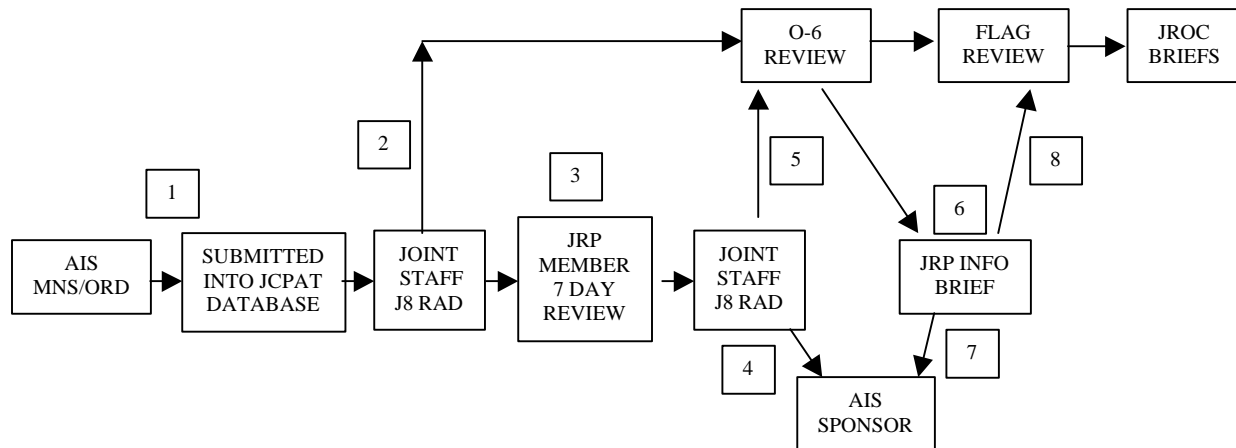 O-6
REVIEW
FLAG
REVIEW
JROC
BRIEFS
2
5
8
1
3
6
AIS
MNS/ORD
SUBMITTED
INTO JCPAT
DATABASE
JOINT
STAFF
J8 RAD
JRP
MEMBER
7 DAY
REVIEW
JOINT
STAFF
J8 RAD
JRP INFO
BRIEF
4
7
AIS
SPONSOR